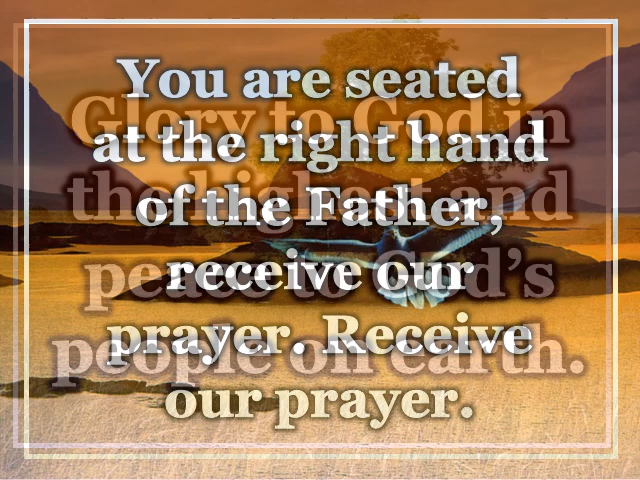 You are seated
at the right hand
of the Father,
receive our
prayer. Receive
our prayer.
Glory to God in
the highest and
peace to God's
people on earth.